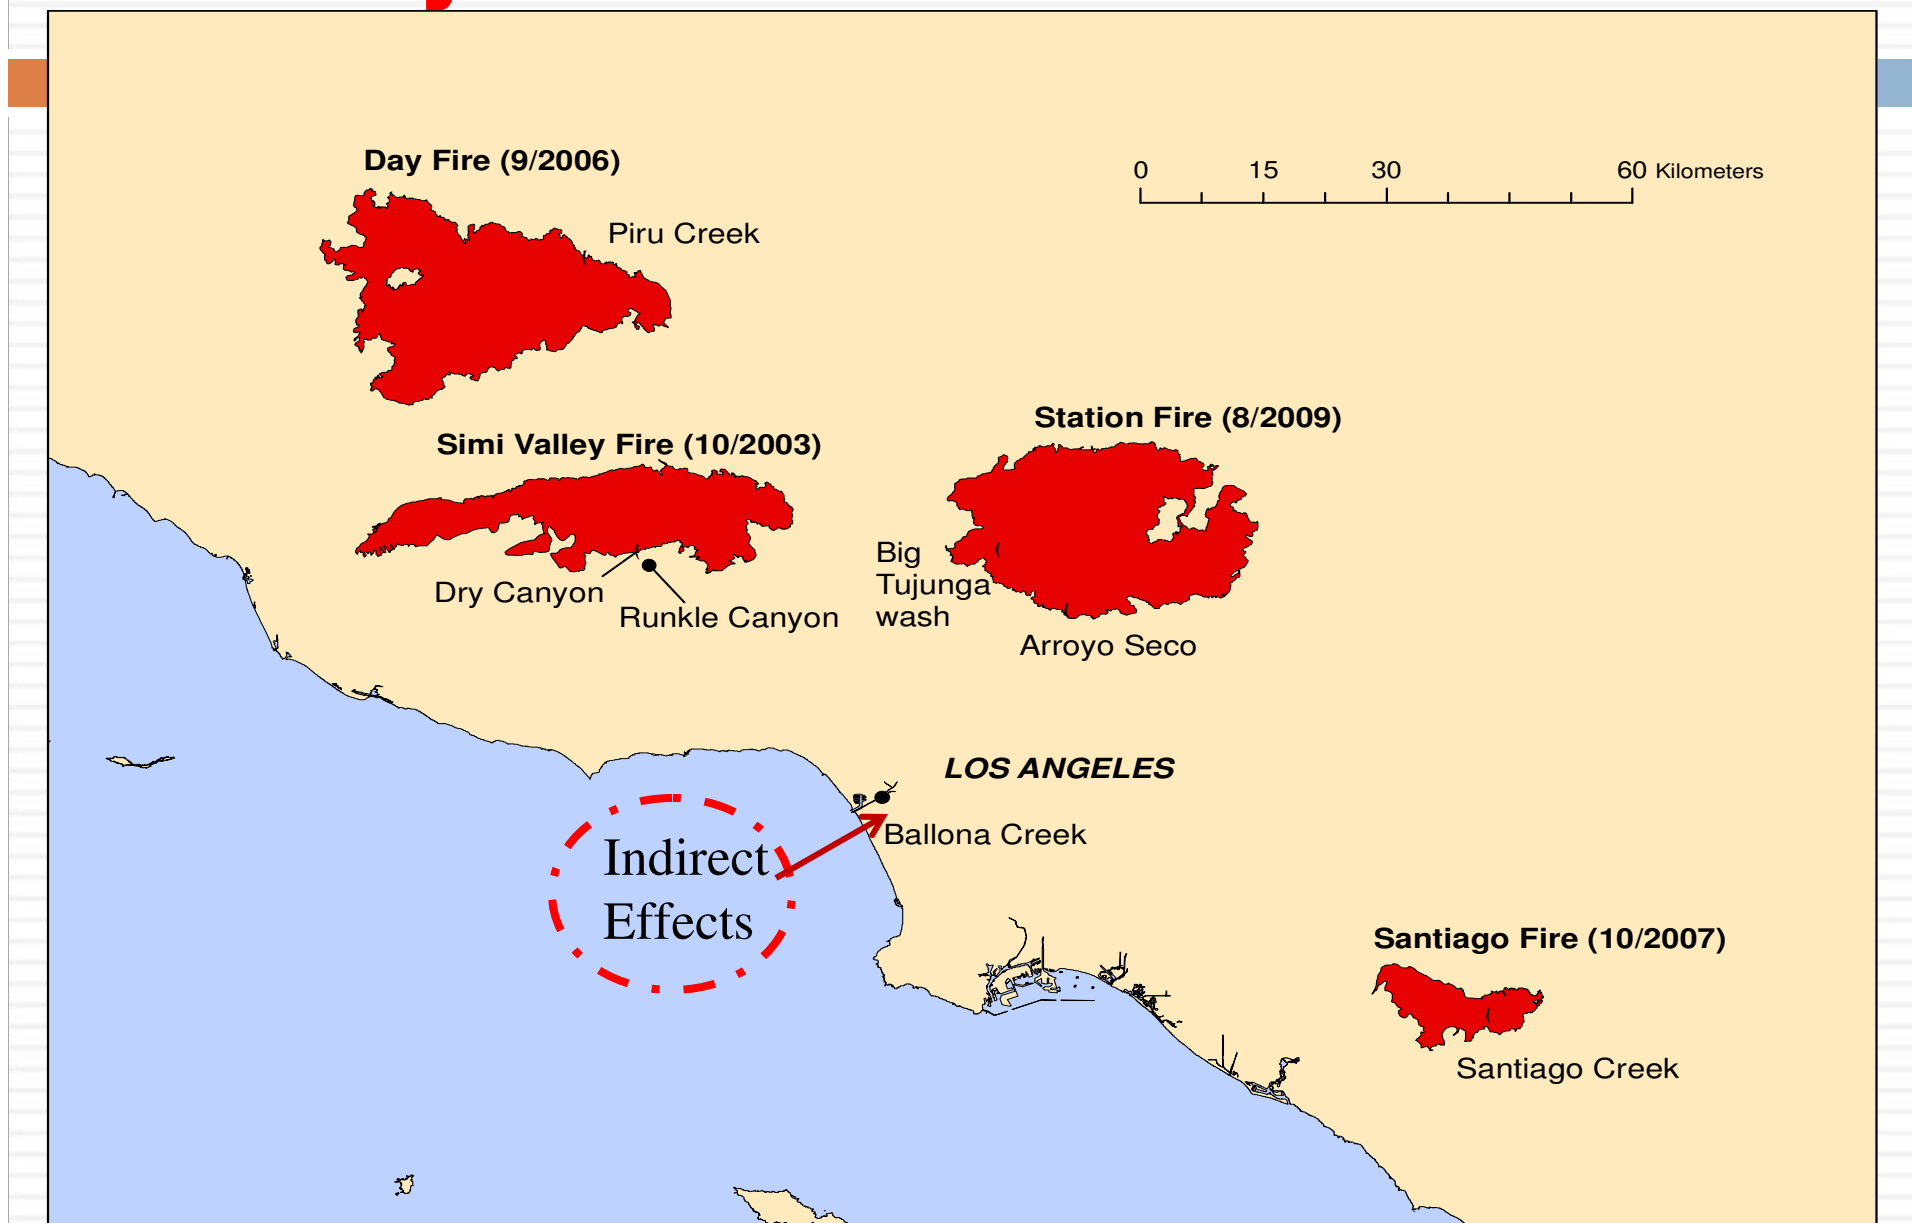 Day Fire (9/2006)
Piru Creek
0 15 30 60 Kilometers
Simi Valley Fire (10/2003)
Station Fire (8/2009)
Dry Canyon
Runkle Canyon
Big
Tujunga
wash
Arroyo Seco
LOS ANGELES
Ballona Creek
Indirect
Effects
Santiago Fire (10/2007)
Santiago Creek